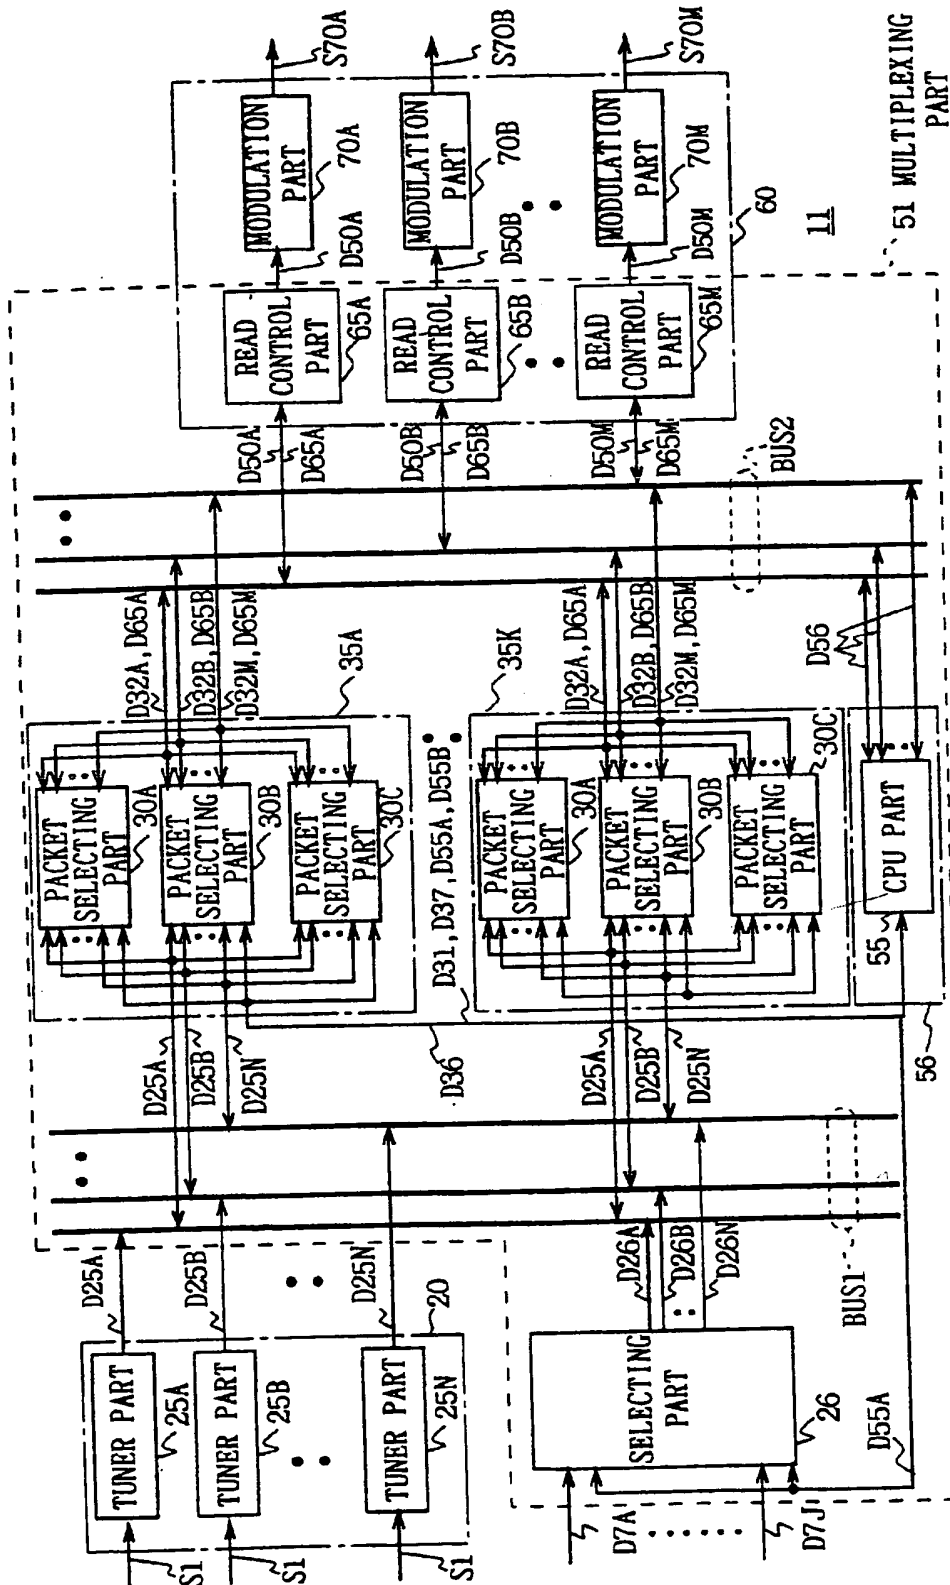 S1
TUNER PART
25A
D25A
S1
TUNER PART
25B
D25B
S1
TUNER PART
25N
D25N
20
D7A
D7J
SELECTING
PART
26
D55A
D26A
D26B
D26N
BUS1
D25A
D25B
D25N
D36
D25A
D25B
D25N
D31, D37, D55A, D55B
PACKET
SELECTING
PART
30A
PACKET
SELECTING
PART
30B
PACKET
SELECTING
PART
30C
35A
PACKET
SELECTING
PART
30A
PACKET
SELECTING
PART
30B
PACKET
SELECTING
PART
30C
35K
55
CPU PART
56
D56
D32A, D65A
D32B, D65B
D32M, D65M
D32A, D65A
D32B, D65B
D32M, D65M
BUS2
D50A
D65A
D50B
D65B
D50M
D65M
READ
CONTROL
PART
65A
READ
CONTROL
PART
65B
READ
CONTROL
PART
65M
D50A
D50B
D50M
MODULATION
PART
70A
MODULATION
PART
70B
MODULATION
PART
70M
S70A
S70B
S70M
60
11
51 MULTIPLEXING
PART